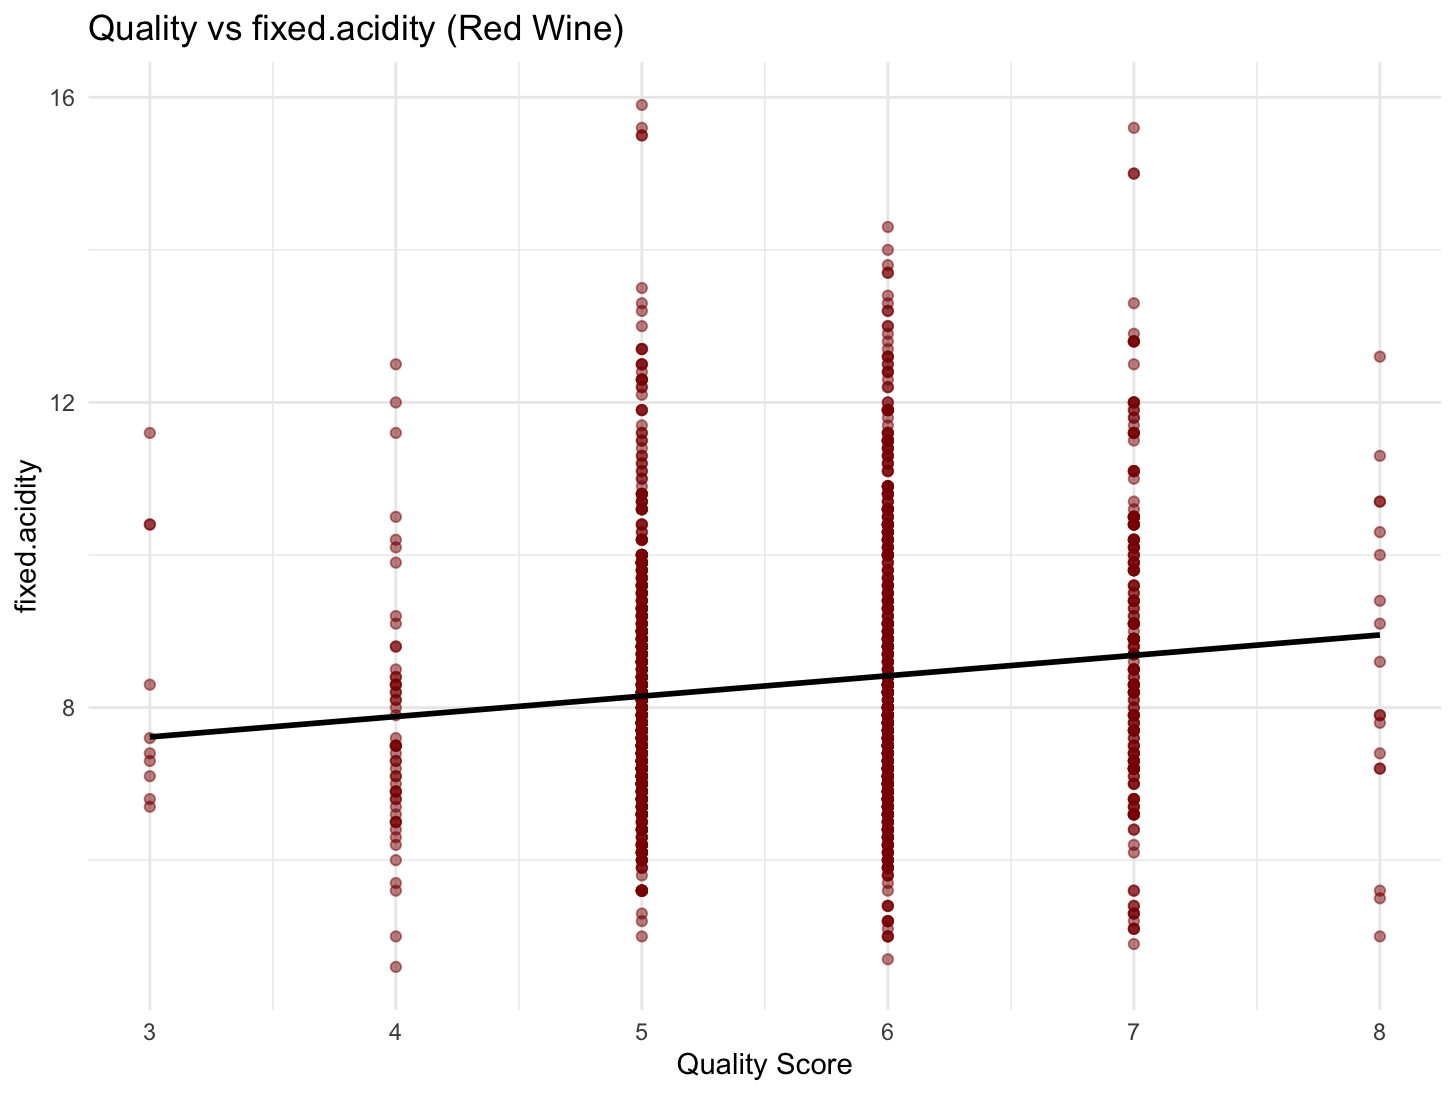 Quality vs fixed.acidity (Red Wine)
16
12
8
fixed.acidity
3 4 5 6 7 8
Quality Score